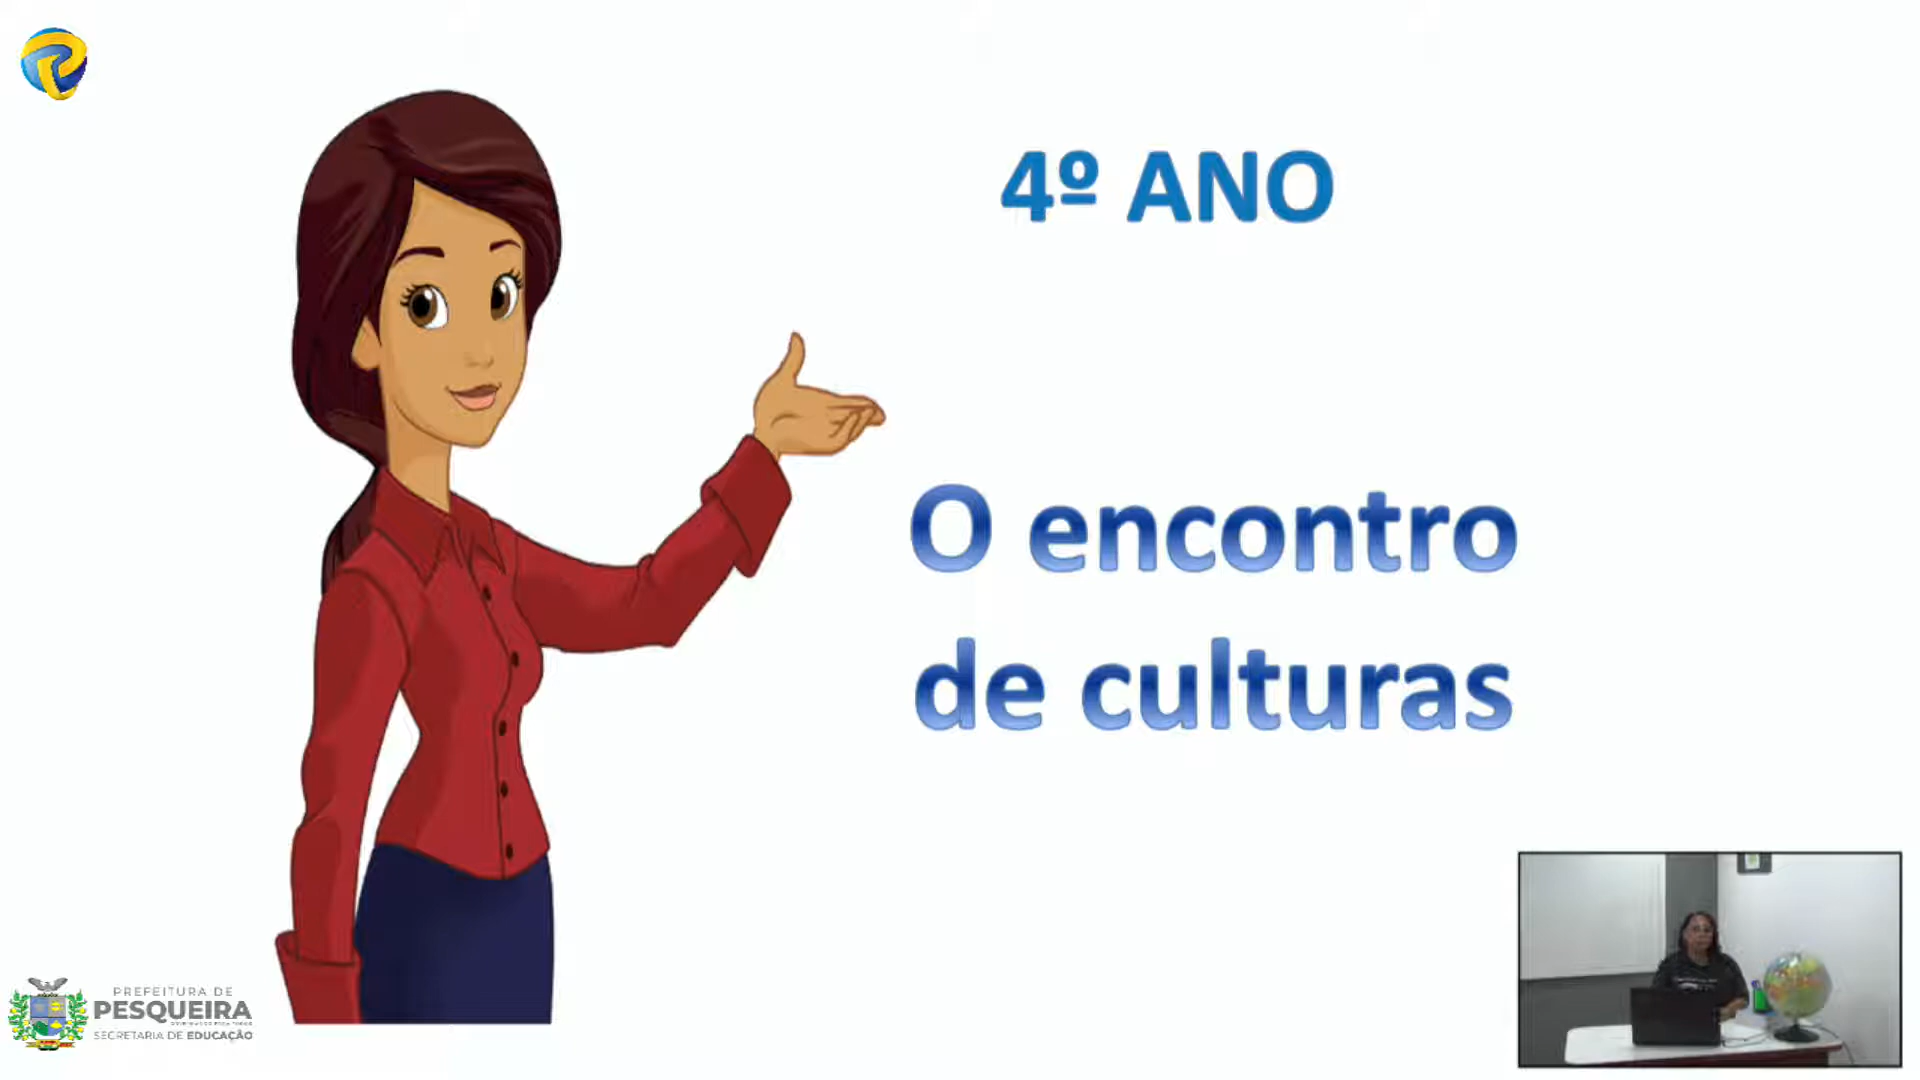 4º ANO
O encontro
de culturas
PREFEITURA DE
PESQUEIRA
SECRETARIA DE EDUCAÇÃO